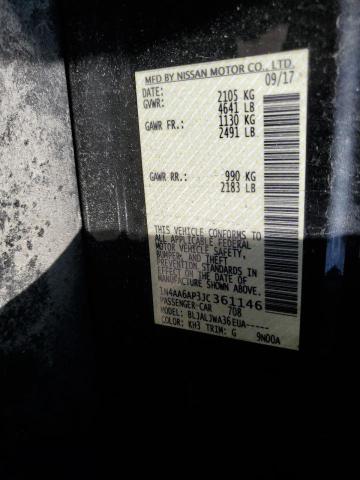 MFD BY NISSAN MOTOR CO., LTD.
DATE: 09/17
GVWR: 2105 KG
4641 LB
GAWR FR.: 1130 KG
2491 LB
GAWR RR.: 990 KG
2183 LB
THIS VEHICLE CONFORMS TO
ALL APPLICABLE FEDERAL
MOTOR VEHICLE SAFETY,
BUMPER, AND THEFT
PREVENTION STANDARDS
IN EFFECT ON THE DATE OF
MANUFACTURE SHOWN
ABOVE.
1N4AA6AP3JC361146
PASSENGER CAR 708
MODEL: BLJALJWA36EUA-----
COLOR: KH3 TRIM: G 9N00A